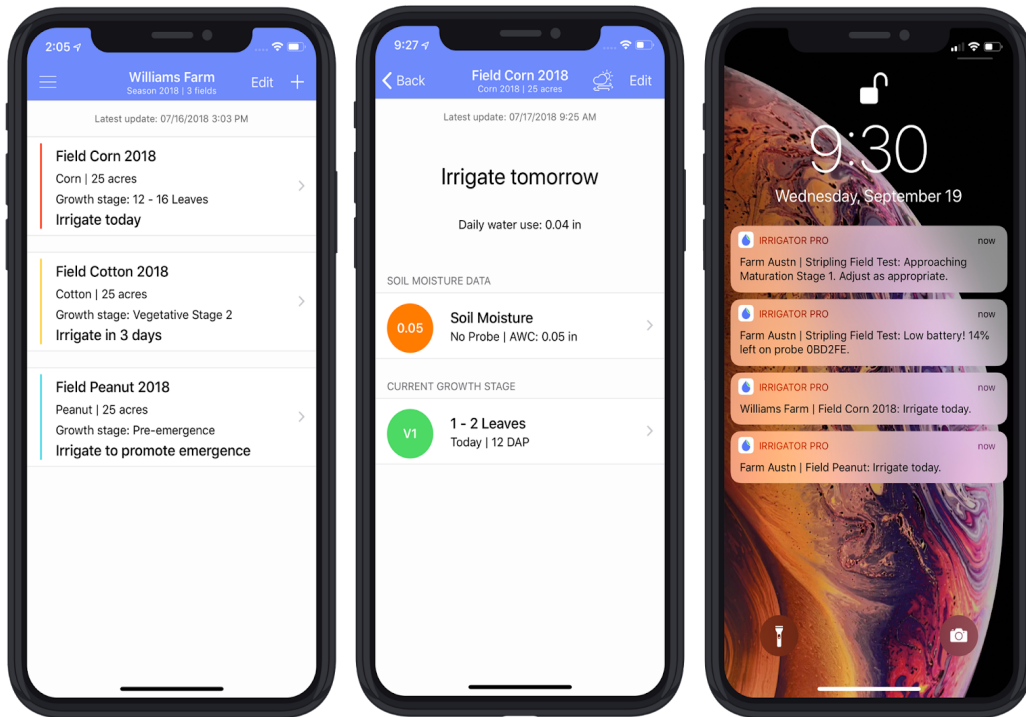 2:05
Williams Farm
Season 2018 | 3 fields
Edit
Latest update: 07/16/2018 3:03 PM
Field Corn 2018
Corn | 25 acres
Growth stage: 12 - 16 Leaves
Irrigate today
Field Cotton 2018
Cotton | 25 acres
Growth stage: Vegetative Stage 2
Irrigate in 3 days
Field Peanut 2018
Peanut | 25 acres
Growth stage: Pre-emergence
Irrigate to promote emergence
9:27
Back
Field Corn 2018
Corn 2018 | 25 acres
Edit
Latest update: 07/17/2018 9:25 AM
Irrigate tomorrow
Daily water use: 0.04 in
SOIL MOISTURE DATA
0.05
Soil Moisture
No Probe | AWC: 0.05 in
CURRENT GROWTH STAGE
V1
1 - 2 Leaves
Today | 12 DAP
9:30
Wednesday, September 19
IRRIGATOR PRO now
Farm Austn | Stripling Field Test: Approaching
Maturation Stage 1. Adjust as appropriate.
IRRIGATOR PRO now
Farm Austn | Stripling Field Test: Low battery! 14%
left on probe 0BD2FE.
IRRIGATOR PRO now
Williams Farm | Field Corn 2018: Irrigate today.
IRRIGATOR PRO now
Farm Austn | Field Peanut: Irrigate today.